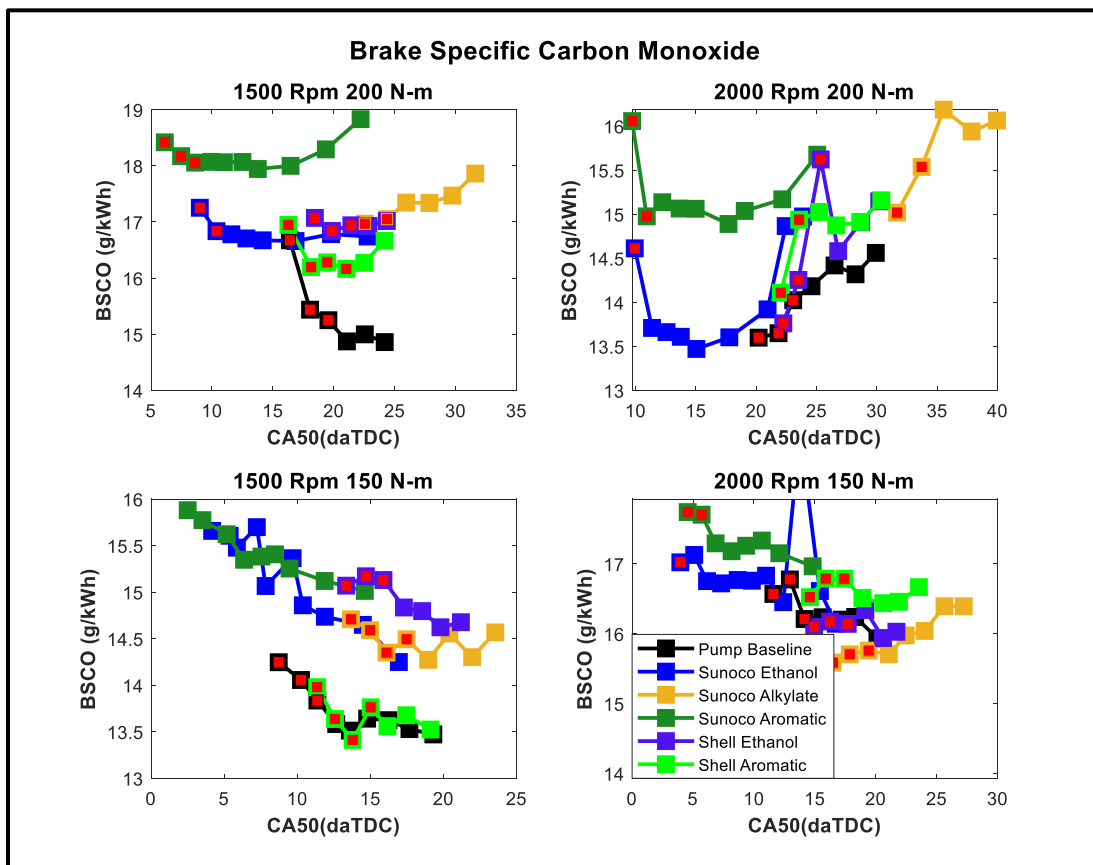 Brake Specific Carbon Monoxide
1500 Rpm 200 N-m
19
18
17
16
15
14
BSCO (g/kWh)
5 10 15 20 25 30 35
CA50(daTDC)
2000 Rpm 200 N-m
16
15.5
15
14.5
14
13.5
13
BSCO (g/kWh)
10 15 20 25 30 35 40
CA50(daTDC)
1500 Rpm 150 N-m
16
15.5
15
14.5
14
13.5
13
BSCO (g/kWh)
0 5 10 15 20 25
CA50(daTDC)
2000 Rpm 150 N-m
17
16
15
14
BSCO (g/kWh)
Pump Baseline
Sunoco Ethanol
Sunoco Alkylate
Sunoco Aromatic
Shell Ethanol
Shell Aromatic
0 5 10 15 20 25 30
CA50(daTDC)